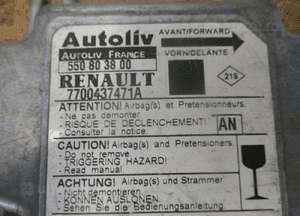 Autoliv
AVANT/FORWARD
AUTOLIV FRANCE
VORN/DELANTE
550 80 38 00
RENAULT
7700437471A
219
ATTENTION! Airbag(s) et Pretensionneurs.
- Ne pas démonter.
- RISQUE DE DECLENCHEMENT!
- Consulter la notice.
AN
CAUTION! Airbag(s) and Pretensioners.
- Do not remove
- TRIGGERING HAZARD!
- Read manual
ACHTUNG! Airbag(s) und Strammer
- Nicht demontieren
- KÖNNEN AUSLÖSEN.
- Sehen Sie die Bedienungsanleitung